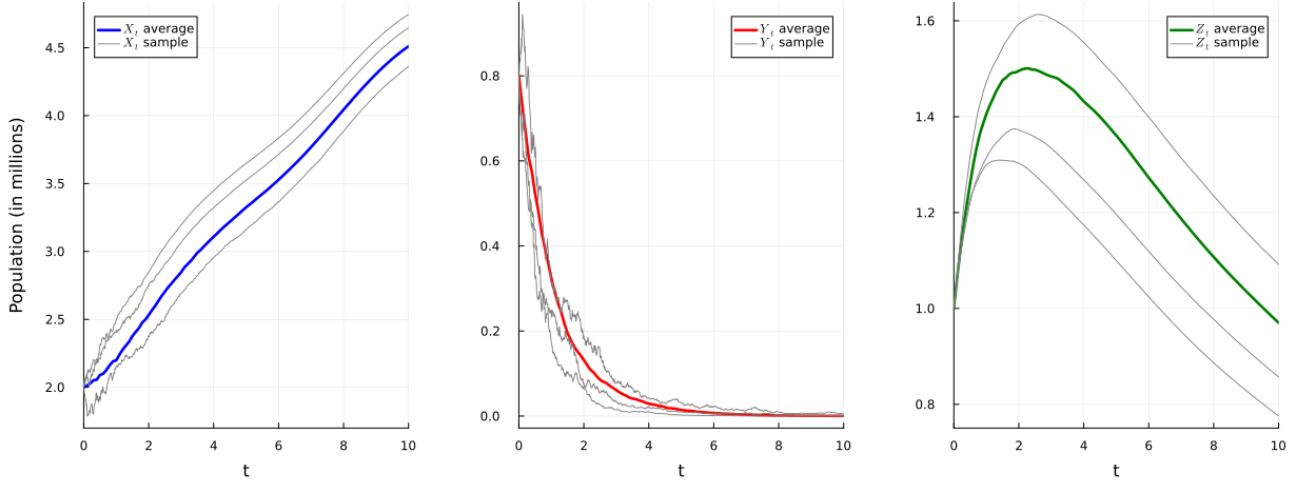 Population (in millions)
X_t average
X_t sample
4.5
4.0
3.5
3.0
2.5
2.0
0 2 4 6 8 10
t
Y_t average
Y_t sample
0.8
0.6
0.4
0.2
0.0
0 2 4 6 8 10
t
Z_t average
Z_t sample
1.6
1.4
1.2
1.0
0.8
0 2 4 6 8 10
t